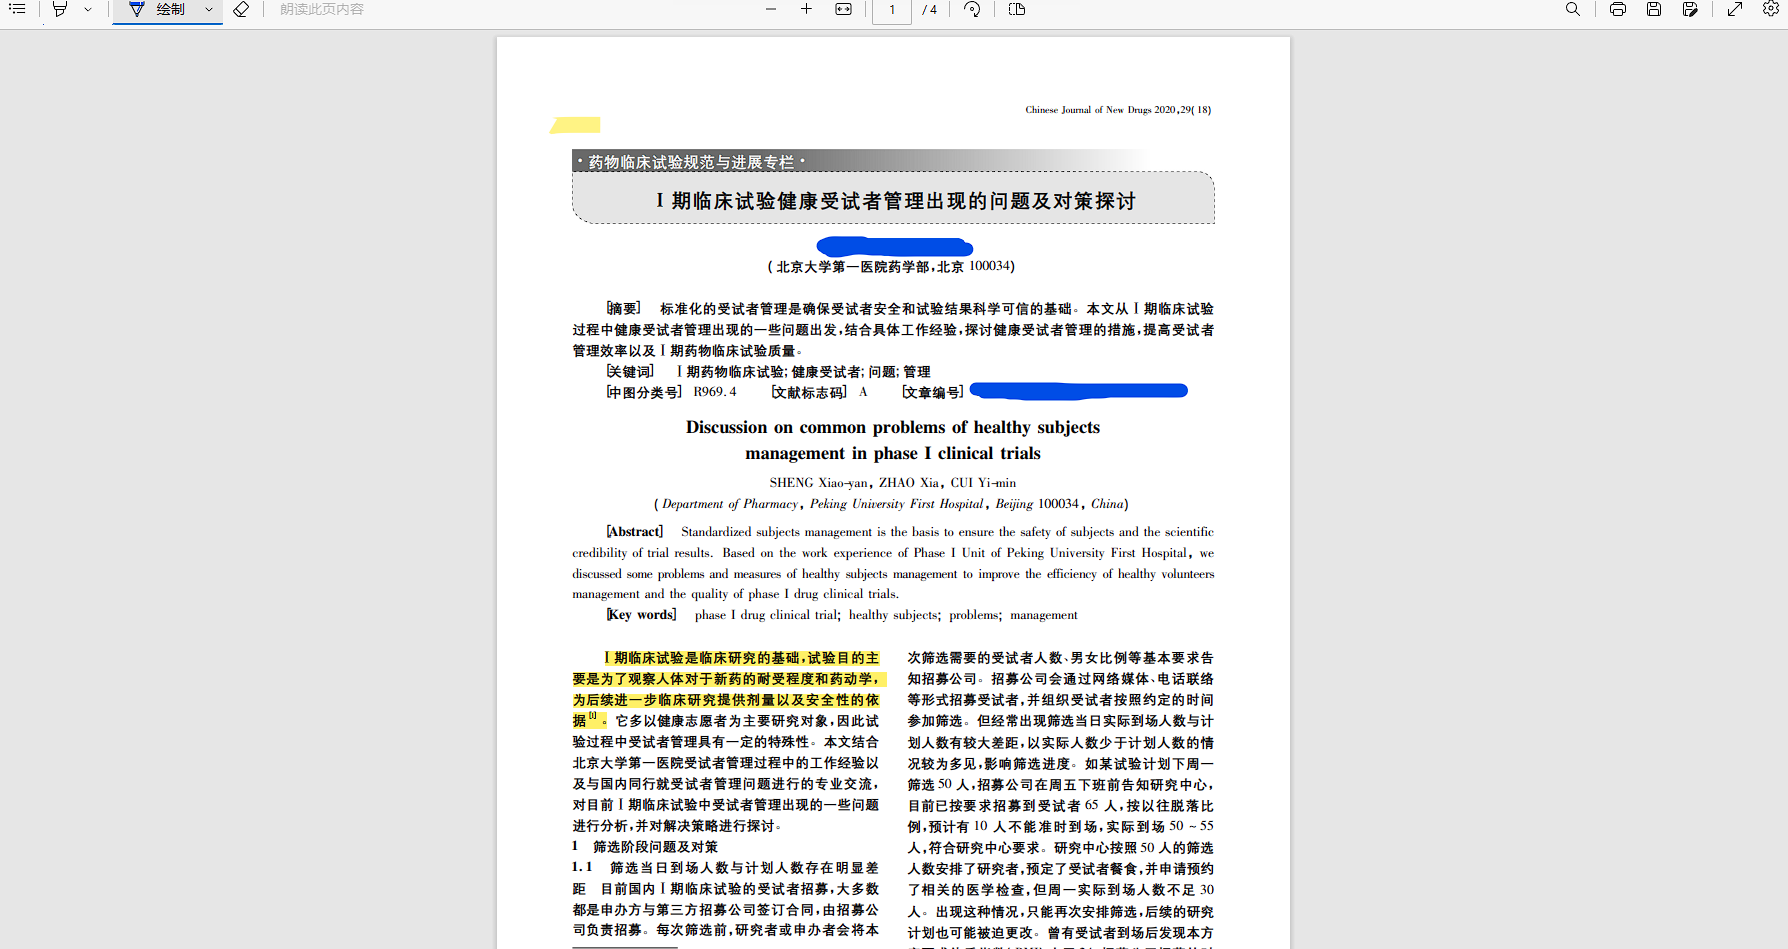 绘制
朗读此页内容
1 / 4
Chinese Journal of New Drugs 2020,29(18)
·药物临床试验规范与进展专栏·
Ⅰ期临床试验健康受试者管理出现的问题及对策探讨
(北京大学第一医院药学部,北京 100034)
[摘要] 标准化的受试者管理是确保受试者安全和试验结果科学可信的基础。本文从Ⅰ期临床试验
过程中健康受试者管理出现的一些问题出发,结合具体工作经验,探讨健康受试者管理的措施,提高受试者
管理效率以及Ⅰ期药物临床试验质量。
[关键词] Ⅰ期药物临床试验; 健康受试者; 问题; 管理
[中图分类号] R969.4 [文献标志码] A [文章编号]
Discussion on common problems of healthy subjects
management in phase I clinical trials
SHENG Xiao-yan, ZHAO Xia, CUI Yi-min
(Department of Pharmacy, Peking University First Hospital, Beijing 100034, China)
[Abstract] Standardized subjects management is the basis to ensure the safety of subjects and the scientific
credibility of trial results. Based on the work experience of Phase I Unit of Peking University First Hospital, we
discussed some problems and measures of healthy subjects management to improve the efficiency of healthy volunteers
management and the quality of phase I drug clinical trials.
[Key words] phase I drug clinical trial; healthy subjects; problems; management
Ⅰ期临床试验是临床研究的基础,试验目的主
要是为了观察人体对于新药的耐受程度和药动学,
为后续进一步临床研究提供剂量以及安全性的依
据[1]。它多以健康志愿者为主要研究对象,因此试
验过程中受试者管理具有一定的特殊性。本文结合
北京大学第一医院受试者管理过程中的工作经验以
及与国内同行就受试者管理问题进行的专业交流,
对目前Ⅰ期临床试验中受试者管理出现的一些问题
进行分析,并对解决策略进行探讨。
1 筛选阶段问题及对策
1.1 筛选当日到场人数与计划人数存在明显差
距 目前国内Ⅰ期临床试验的受试者招募,大多数
都是申办方与第三方招募公司签订合同,由招募公
司负责招募。每次筛选前,研究者或申办者会将本
次筛选需要的受试者人数、男女比例等基本要求告
知招募公司。招募公司会通过网络媒体、电话联络
等形式招募受试者,并组织受试者按照约定的时间
参加筛选。但经常出现筛选当日实际到场人数与计
划人数有较大差距,以实际人数少于计划人数的情
况较为多见,影响筛选进度。如某试验计划下周一
筛选 50 人,招募公司在周五下班前告知研究中心,
目前已按要求招募到受试者 65 人,按以往脱落比
例,预计有 10 人不能准时到场,实际到场 50 ~ 55
人,符合研究中心要求。研究中心按照 50 人的筛选
人数安排了研究者,预定了受试者餐食,并申请预约
了相关的医学检查,但周一实际到场人数不足 30
人。出现这种情况,只能再次安排筛选,后续的研究
计划也可能被迫更改。曾有受试者到场后发现本方